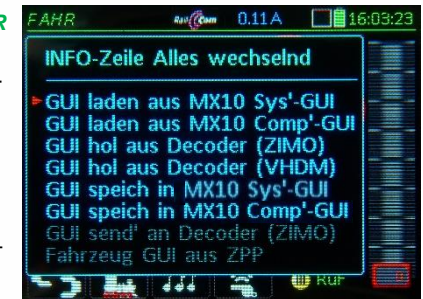 FAHR RailCom 0.11A 16:03:23
INFO-Zeile Alles wechselnd
GUI laden aus MX10 Sys'-GUI
GUI laden aus MX10 Comp'-GUI
GUI hol aus Decoder (ZIMO)
GUI hol aus Decoder (VHDM)
GUI speich in MX10 Sys'-GUI
GUI speich in MX10 Comp'-GUI
GUI send' an Decoder (ZIMO)
Fahrzeug GUI aus ZPP
RUF